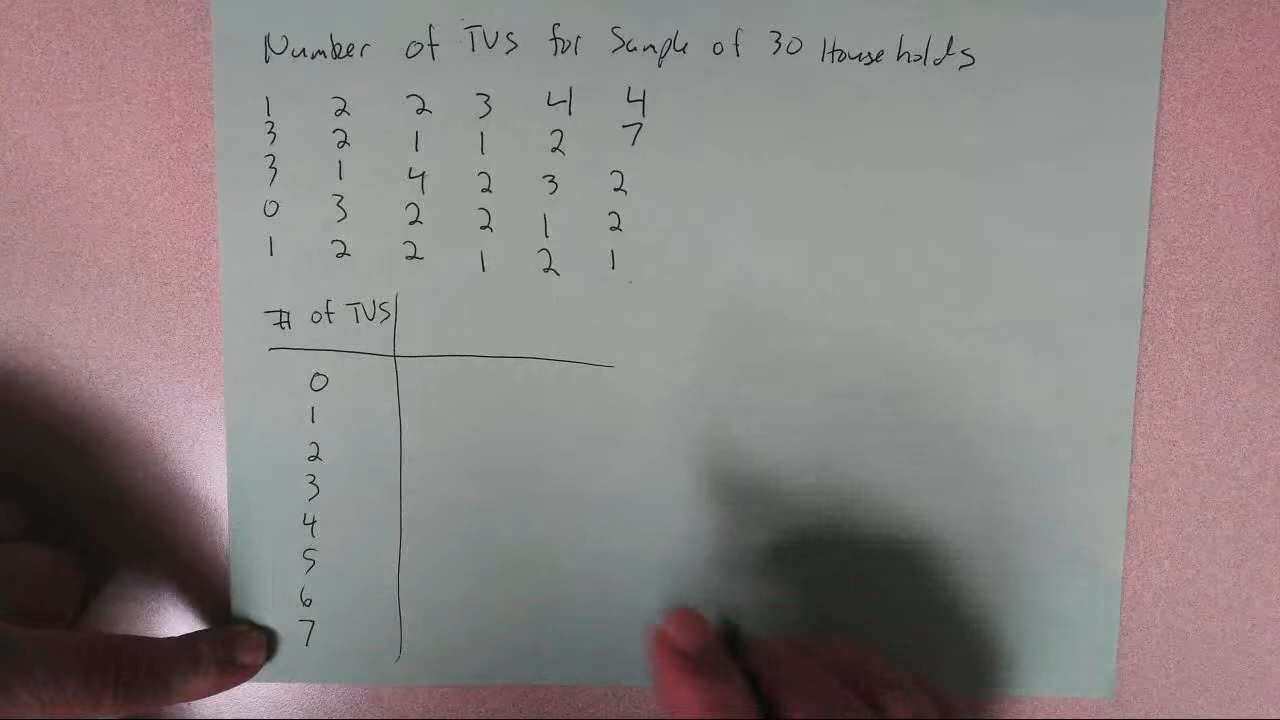 Number of TVS for Sample of 30 Households
1 2 2 3 4 4
3 2 1 1 2 7
3 1 4 2 3 2
0 3 2 2 1 2
1 2 2 1 2 1
# of TVS
0
1
2
3
4
5
6
7